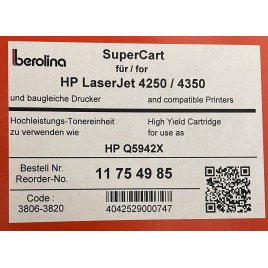 berolina
SuperCart
für / for
HP LaserJet 4250 / 4350
und baugleiche Drucker and compatible Printers
Hochleistungs-Tonereinheit High Yield Cartridge
zu verwenden wie for use as
HP Q5942X
Bestell Nr.
Reorder-No.
11 75 49 85
Code :
3806-3820
4042529000747